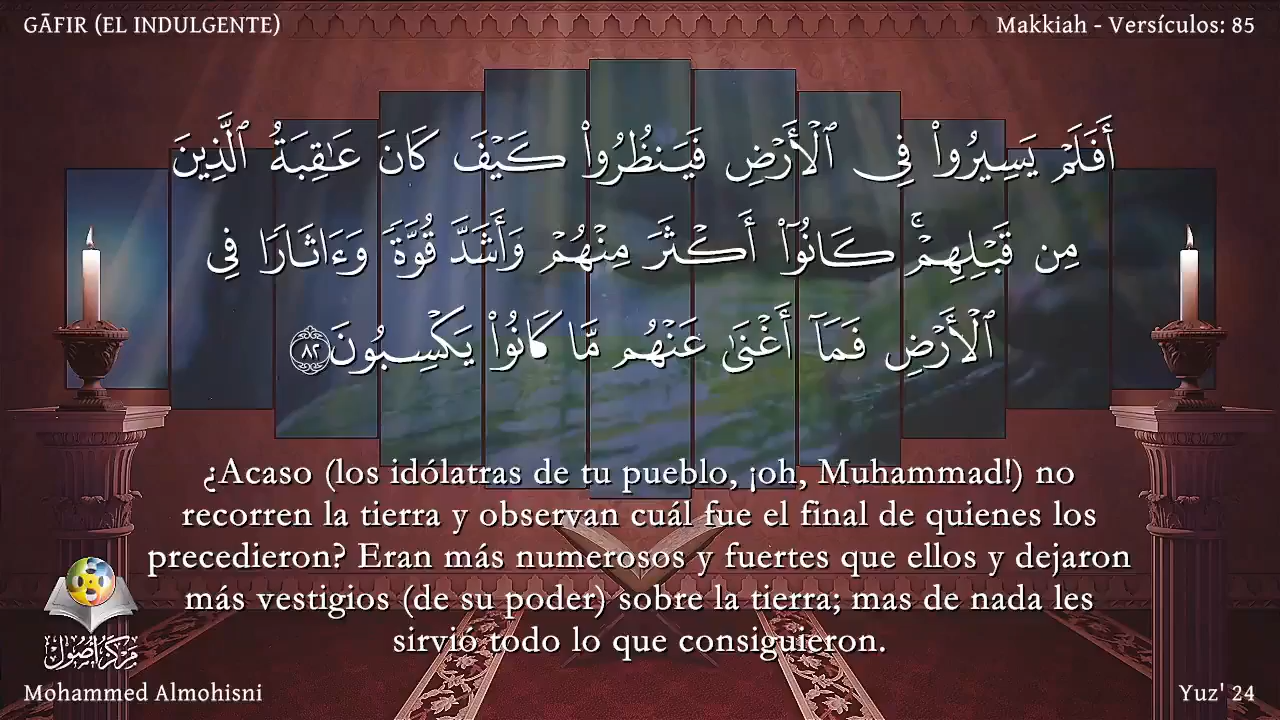 GĀFIR (EL INDULGENTE)
Makkiah - Versículos: 85
أَفَلَمْ يَسِيرُوا۟ فِى ٱلْأَرْضِ فَيَنظُرُوا۟ كَيْفَ كَانَ عَـٰقِبَةُ ٱلَّذِينَ
مِن قَبْلِهِمْ ۚ كَانُوٓا۟ أَكْثَرَ مِنْهُمْ وَأَشَدَّ قُوَّةً وَءَاثَارًا فِى
ٱلْأَرْضِ فَمَآ أَغْنَىٰ عَنْهُم مَّا كَانُوا۟ يَكْسِبُونَ ٨٢
¿Acaso (los idólatras de tu pueblo, ¡oh, Muhammad!) no
recorren la tierra y observan cuál fue el final de quienes los
precedieron? Eran más numerosos y fuertes que ellos y dejaron
más vestigios (de su poder) sobre la tierra; mas de nada les
sirvió todo lo que consiguieron.
مركز أصول
Mohammed Almohisni
Yuz' 24